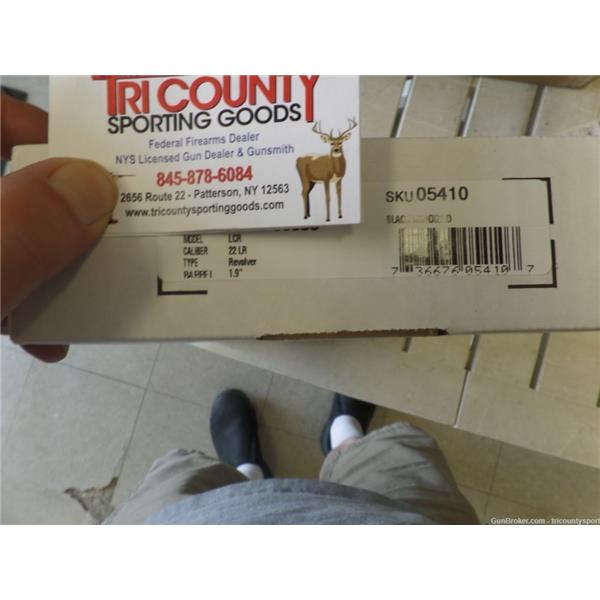 TRI COUNTY
SPORTING GOODS
Federal Firearms Dealer
NYS Licensed Gun Dealer & Gunsmith
845-878-6084
2656 Route 22 - Patterson, NY 12563
www.tricountysportinggoods.com
SKU 05410
MODEL LCR
CALIBER 22 LR
TYPE Revolver
BARREL 1.9"
7 36676 05410 7
GunBroker.com - tricountysport